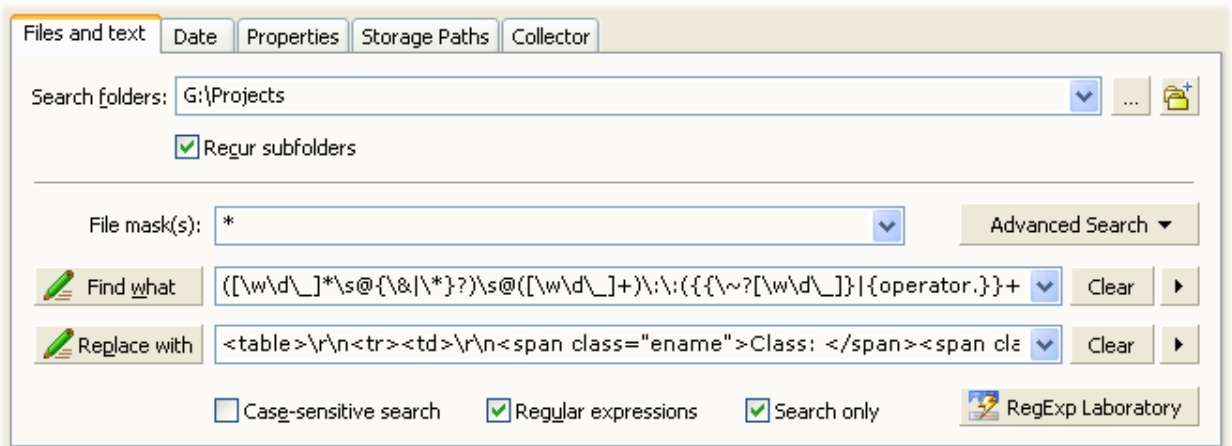 Files and text Date Properties Storage Paths Collector
Search folders: G:\Projects ...
Recur subfolders
File mask(s): * Advanced Search
Find what ([\w\d\_]*\s@{\&|\*}?)\s@([\w\d\_]+)\:\:({{\~?[\w\d\_]}|{operator.}}+ Clear
Replace with <table>\r\n<tr><td>\r\n<span class="ename">Class: </span><span cla Clear
Case-sensitive search Regular expressions Search only RegExp Laboratory